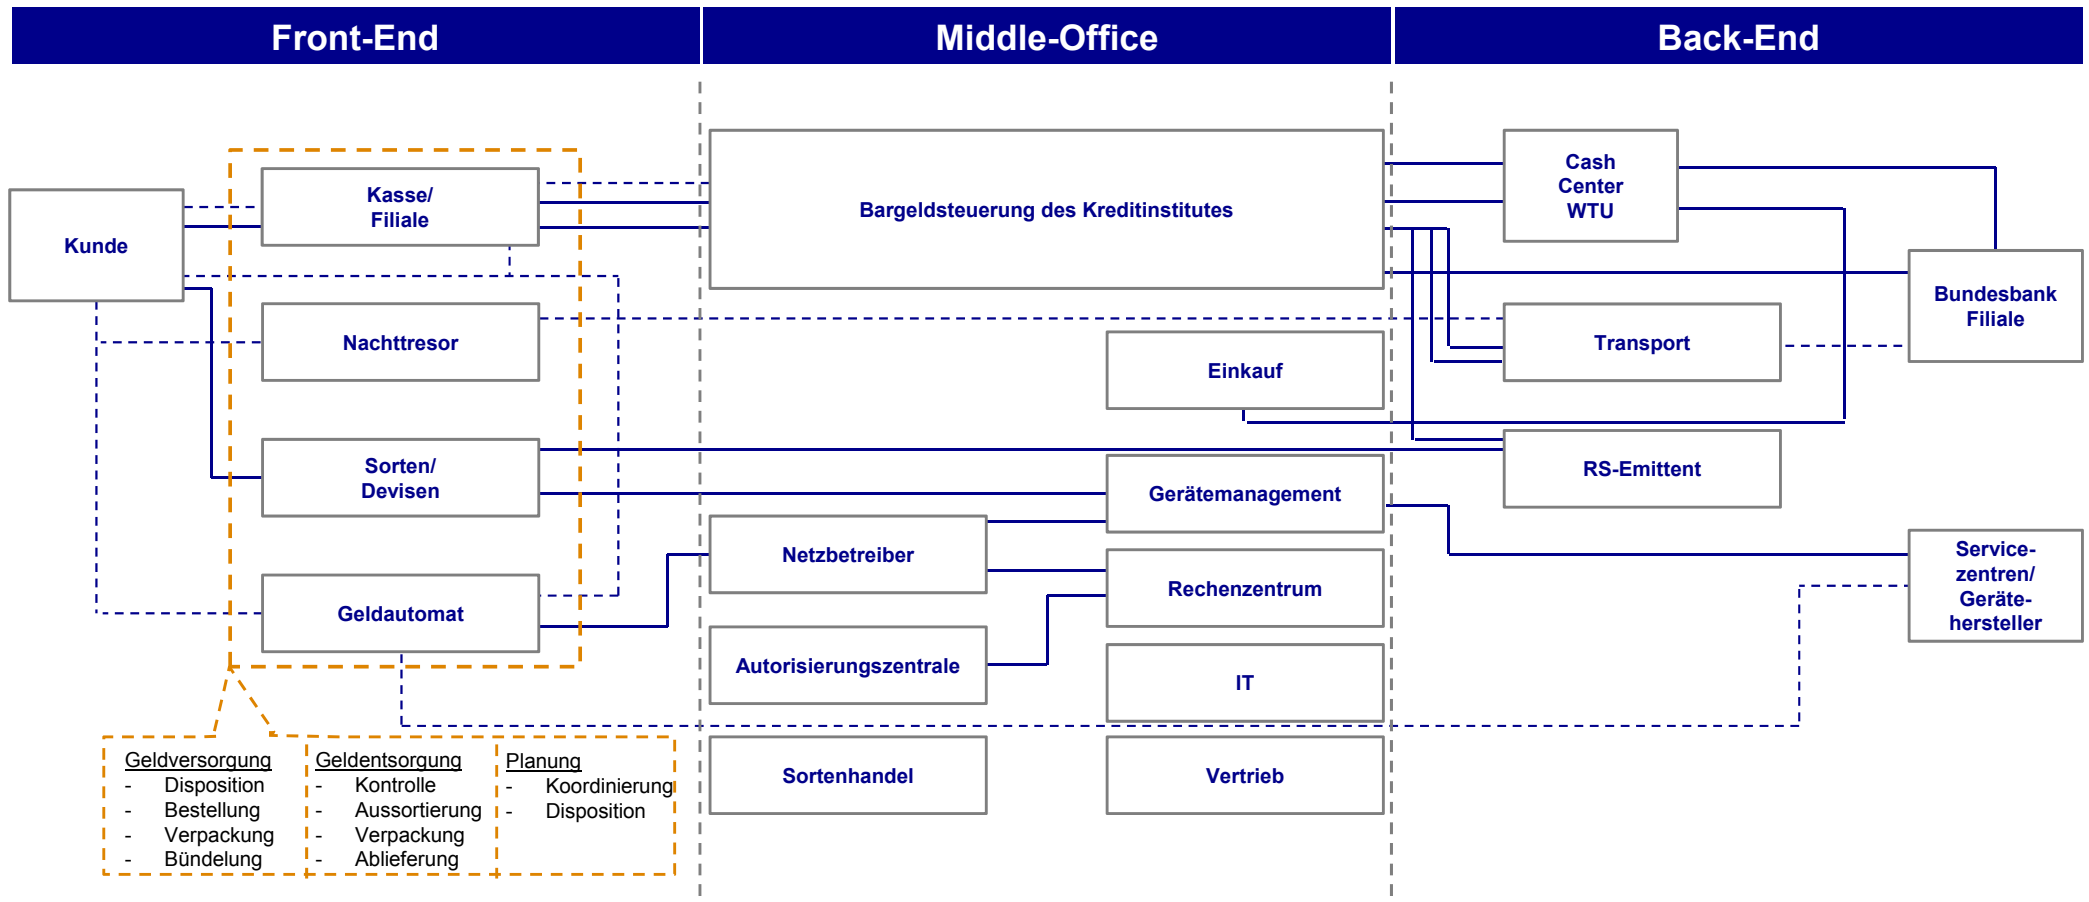 Front-End
Middle-Office
Back-End
Kunde
Kasse/
Filiale
Nachttresor
Sorten/
Devisen
Geldautomat
Geldversorgung
- Disposition
- Bestellung
- Verpackung
- Bündelung
Geldentsorgung
- Kontrolle
- Aussortierung
- Verpackung
- Ablieferung
Planung
- Koordinierung
- Disposition
Bargeldsteuerung des Kreditinstitutes
Einkauf
Gerätemanagement
Netzbetreiber
Rechenzentrum
Autorisierungszentrale
IT
Sortenhandel
Vertrieb
Cash
Center
WTU
Bundesbank
Filiale
Transport
RS-Emittent
Service-
zentren/
Geräte-
hersteller